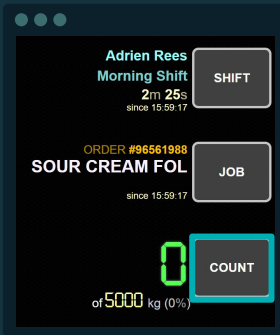 Adrien Rees
Morning Shift
2m 25s
since 15:59:17
SHIFT
ORDER #96561988
SOUR CREAM FOL
since 15:59:17
JOB
0
of 5000 kg (0%)
COUNT